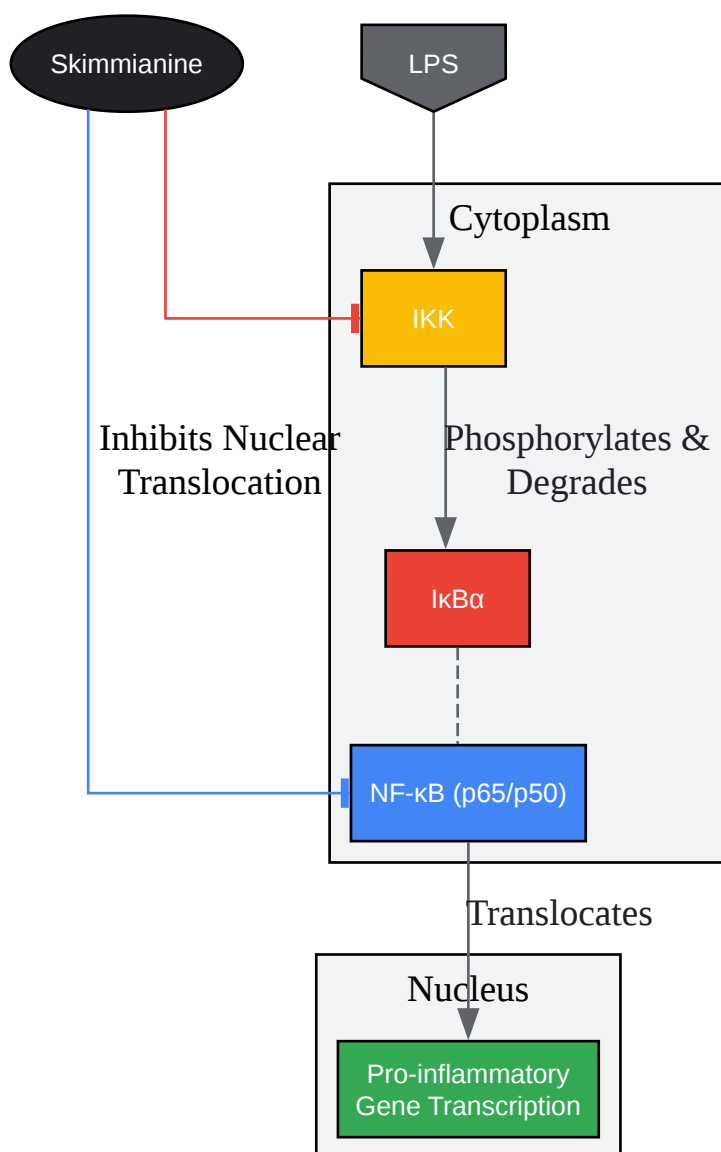 Skimmianine
LPS
Cytoplasm
IKK
Inhibits Nuclear
Translocation
Phosphorylates &
Degrades
IκBα
NF-κB (p65/p50)
Translocates
Nucleus
Pro-inflammatory
Gene Transcription